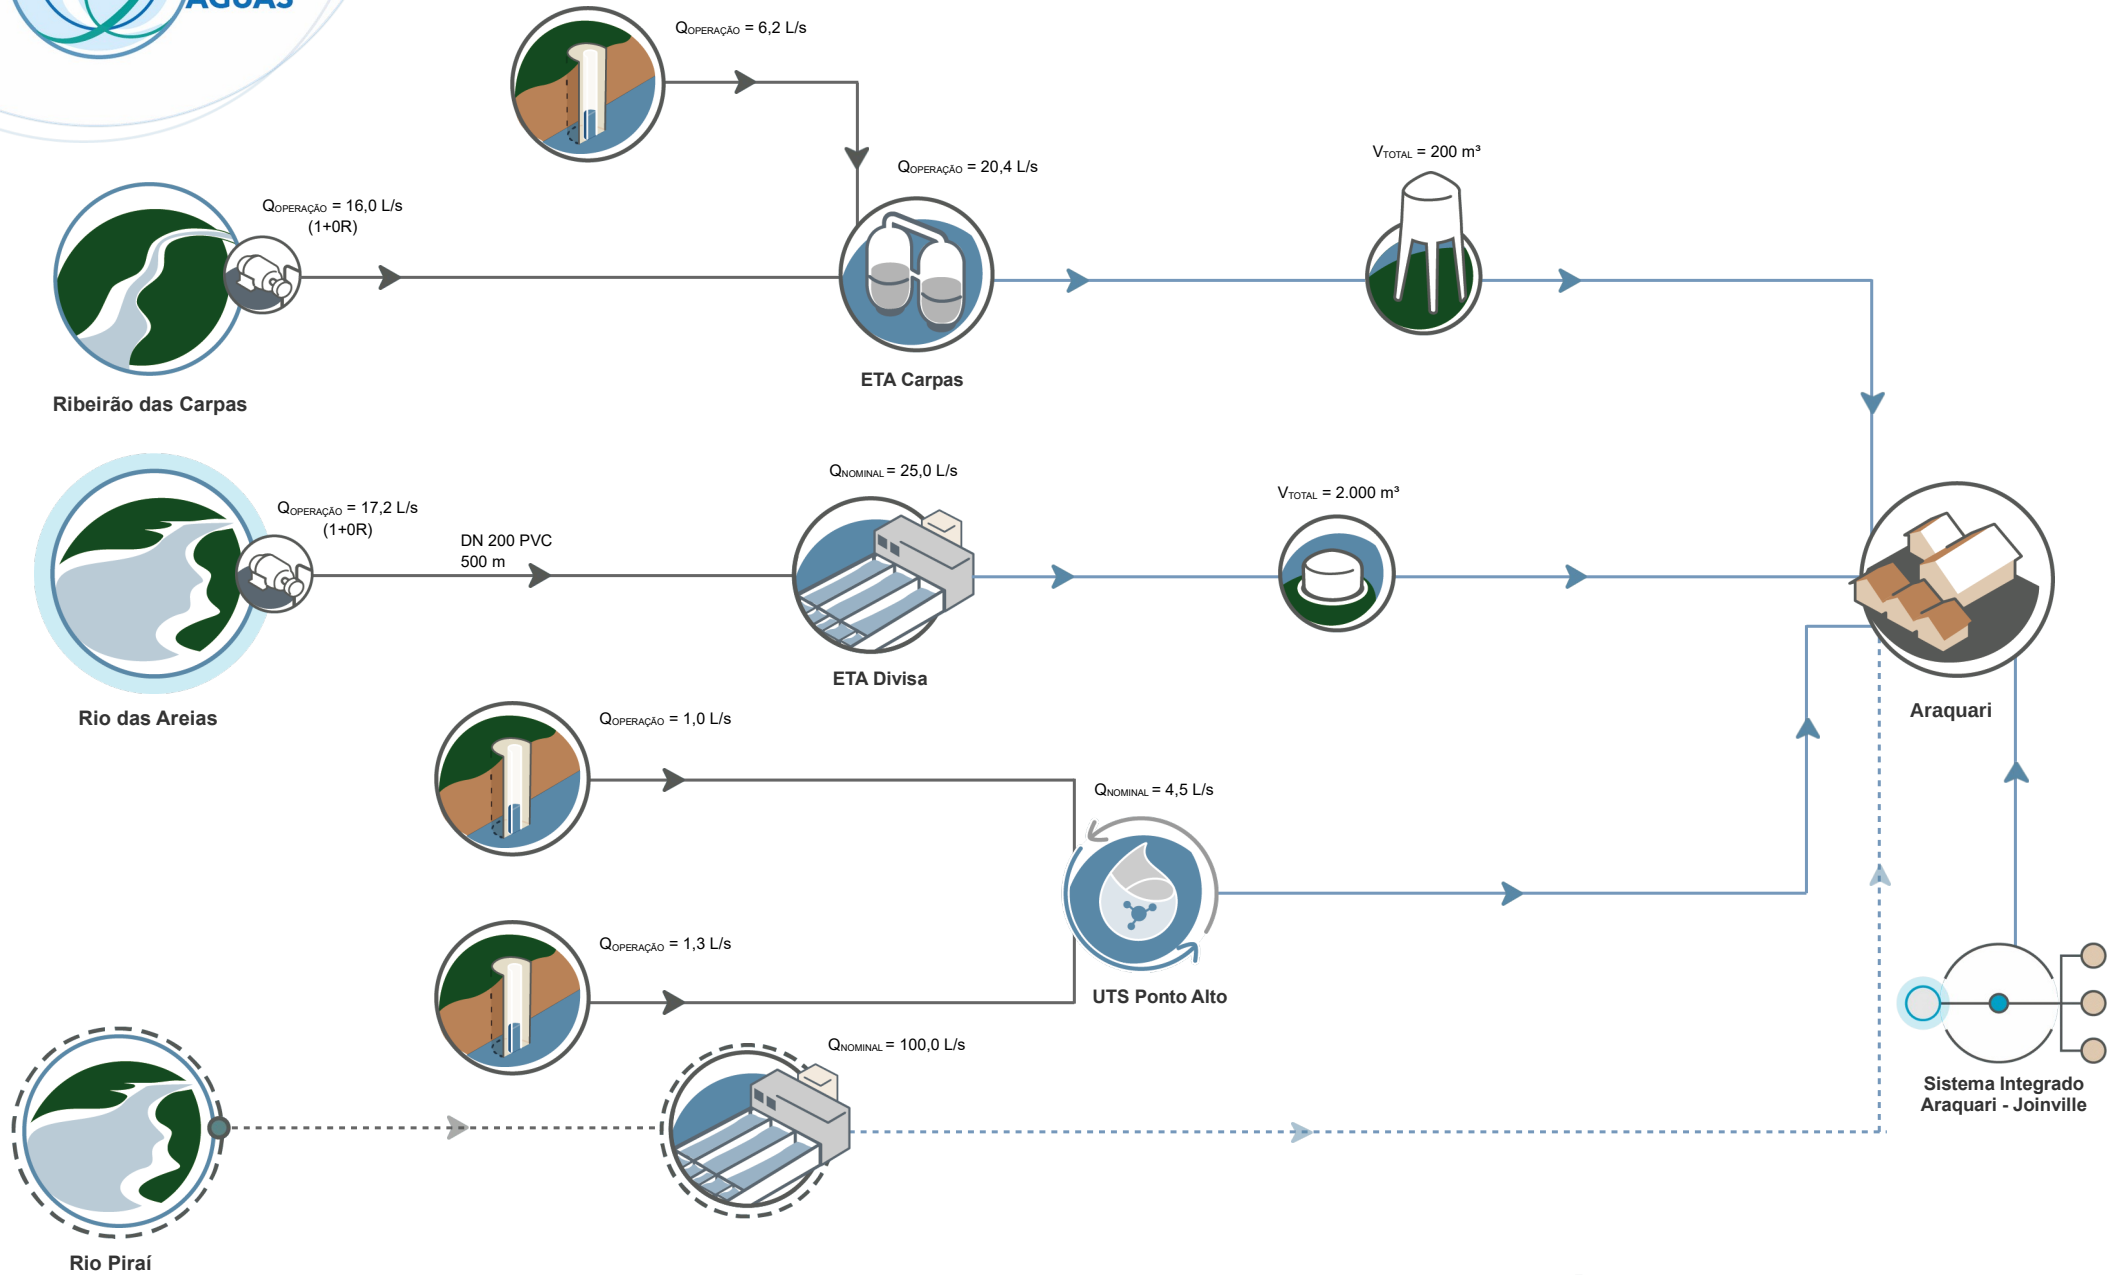 ÁGUAS
QOPERAÇÃO = 6,2 L/s
VTOTAL = 200 m³
QOPERAÇÃO = 20,4 L/s
QOPERAÇÃO = 16,0 L/s
(1+0R)
ETA Carpas
Ribeirão das Carpas
QNOMINAL = 25,0 L/s
VTOTAL = 2.000 m³
QOPERAÇÃO = 17,2 L/s
(1+0R)
DN 200 PVC
500 m
ETA Divisa
Rio das Areias
Araquari
QOPERAÇÃO = 1,0 L/s
QNOMINAL = 4,5 L/s
QOPERAÇÃO = 1,3 L/s
UTS Ponto Alto
QNOMINAL = 100,0 L/s
Sistema Integrado
Araquari - Joinville
Rio Piraí